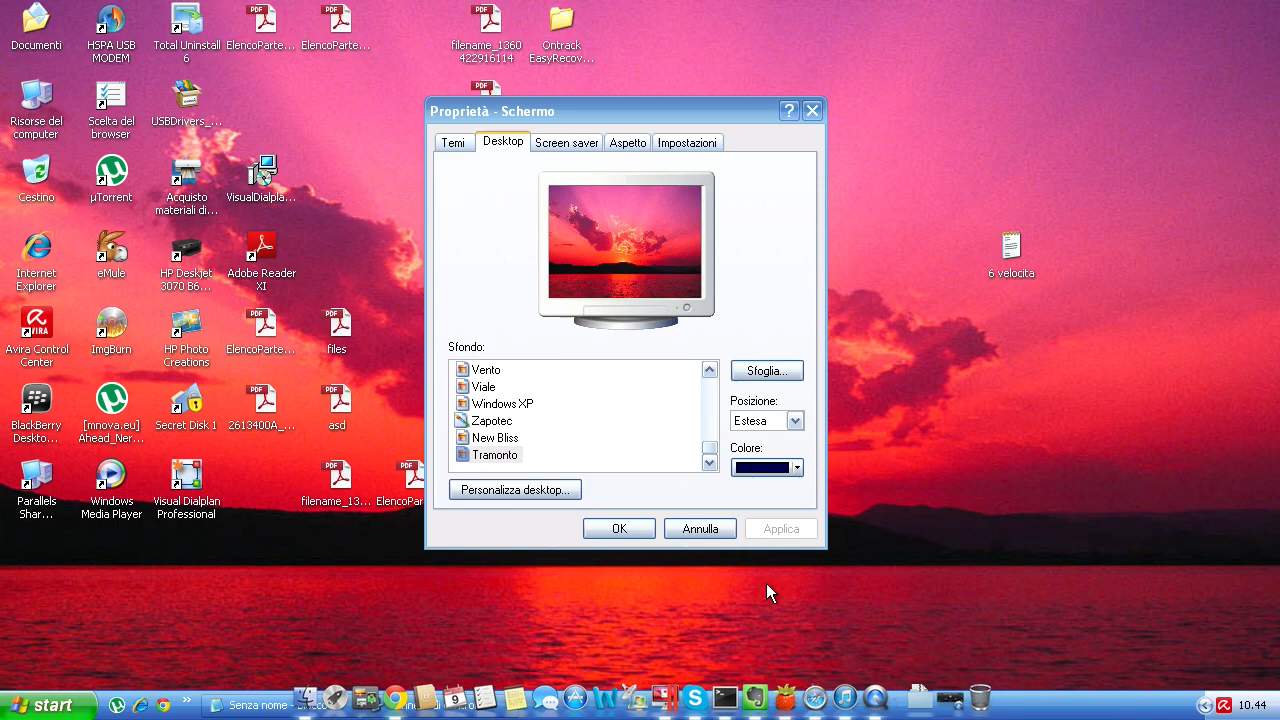 Documenti
HSPA USB
MODEM
Total Uninstall
6
ElencoParte...
ElencoParte...
filename_1360
422916114
Ontrack
EasyRecov...
Risorse del
computer
Scelta del
browser
USBDrivers_...
Cestino
µTorrent
Acquisto
materiali di...
VisualDialpla...
Internet
Explorer
eMule
HP Deskjet
3070 B6...
Adobe Reader
XI
6 velocita
Avira Control
Center
ImgBurn
HP Photo
Creations
ElencoParte...
files
BlackBerry
Deskto...
[mnova.eu]
Ahead_Ner...
Secret Disk 1
2613400A_...
asd
Parallels
Shar...
Windows
Media Player
Visual Dialplan
Professional
filename_13...
ElencoPar
Proprietà - Schermo
Temi
Desktop
Screen saver
Aspetto
Impostazioni
Sfondo:
Vento
Viale
Windows XP
Zapotec
New Bliss
Tramonto
Sfoglia...
Posizione:
Estesa
Colore:
Personalizza desktop...
OK
Annulla
Applica
start
Senza nome -
10.44